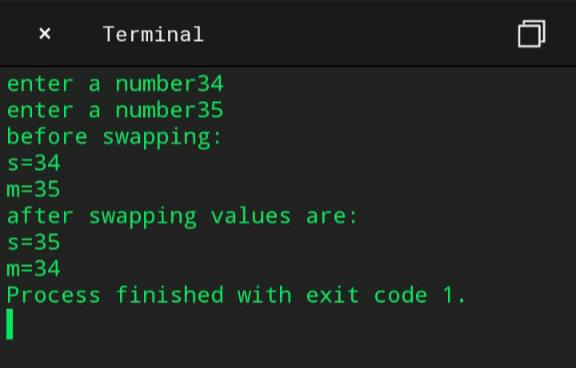 × Terminal
enter a number34
enter a number35
before swapping:
s=34
m=35
after swapping values are:
s=35
m=34
Process finished with exit code 1.